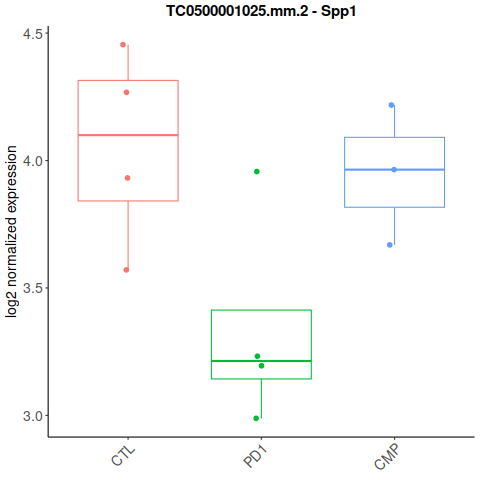 TC0500001025.mm.2 - Spp1
log2 normalized expression
4.5
4.0
3.5
3.0
CTL
PD1
CMP